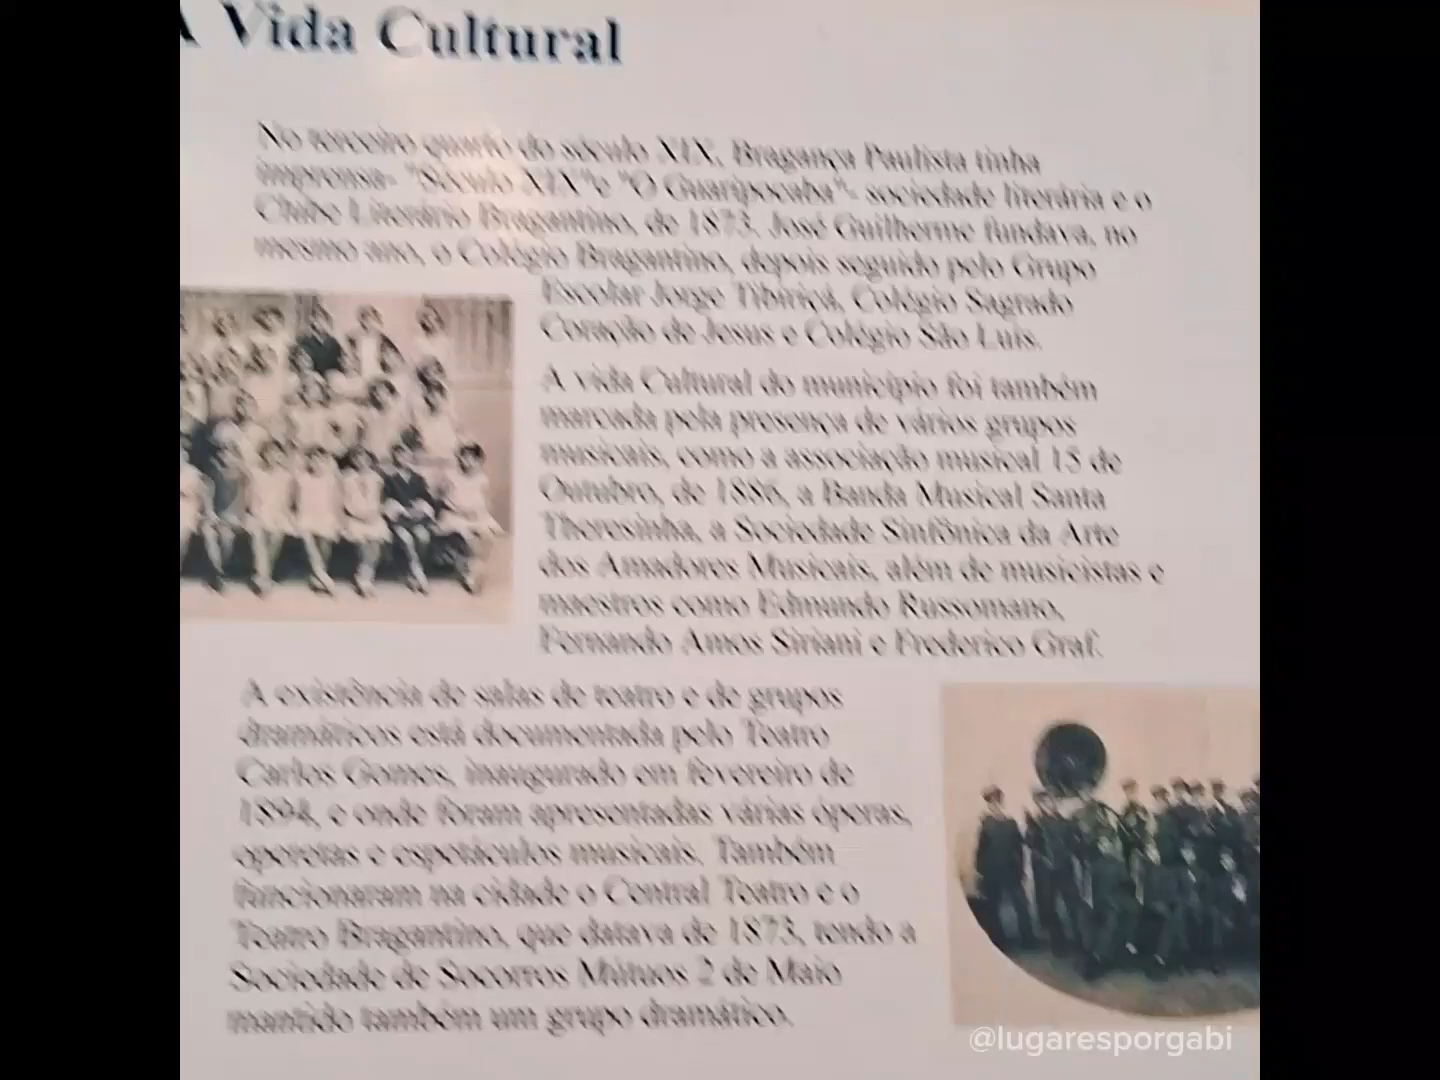 A Vida Cultural
No terceiro quarto do século XIX, Bragança Paulista tinha
imprensa- "Século XIX"e "O Guaripocaba"- sociedade literária e o
Clube Literário Bragantino, de 1873. José Guilherme fundava, no
mesmo ano, o Colégio Bragantino, depois seguido pelo Grupo
Escolar Jorge Tibiriçá, Colégio Sagrado
Coração de Jesus e Colégio São Luis.
A vida Cultural do município foi também
marcada pela presença de vários grupos
musicais, como a associação musical 15 de
Outubro, de 1886, a Banda Musical Santa
Theresinha, a Sociedade Sinfônica da Arte
dos Amadores Musicais, além de musicistas e
maestros como Edmundo Russomano,
Fernando Amos Siriani e Frederico Graf.
A existência de salas de teatro e de grupos
dramáticos está documentada pelo Teatro
Carlos Gomes, inaugurado em fevereiro de
1894, e onde foram apresentadas várias óperas,
operetas e espetáculos musicais. Também
funcionaram na cidade o Central Teatro e o
Teatro Bragantino, que datava de 1873, tendo a
Sociedade de Socorros Mútuos 2 de Maio
mantido também um grupo dramático.
@lugaresporgabi